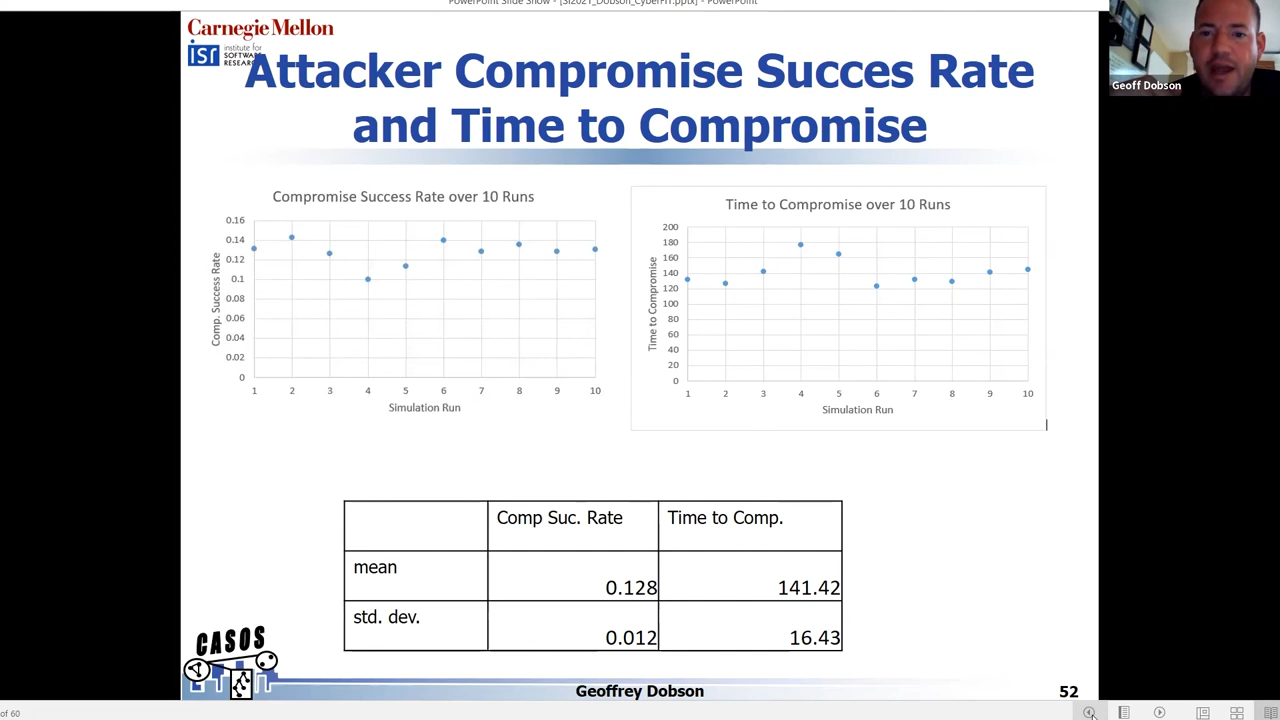 PowerPoint Slide Show - [SI2021_Dobson_CyberFIT.pptx] - PowerPoint
Carnegie Mellon
isr institute for
SOFTWARE
RESEARCH
Attacker Compromise Succes Rate
and Time to Compromise
Geoff Dobson
Compromise Success Rate over 10 Runs
Comp. Success Rate
0.16
0.14
0.12
0.1
0.08
0.06
0.04
0.02
0
1 2 3 4 5 6 7 8 9 10
Simulation Run
Time to Compromise over 10 Runs
Time to Compromise
200
180
160
140
120
100
80
60
40
20
0
1 2 3 4 5 6 7 8 9 10
Simulation Run
Comp Suc. Rate Time to Comp.
mean 0.128 141.42
std. dev. 0.012 16.43
CASOS
Geoffrey Dobson
52
of 60